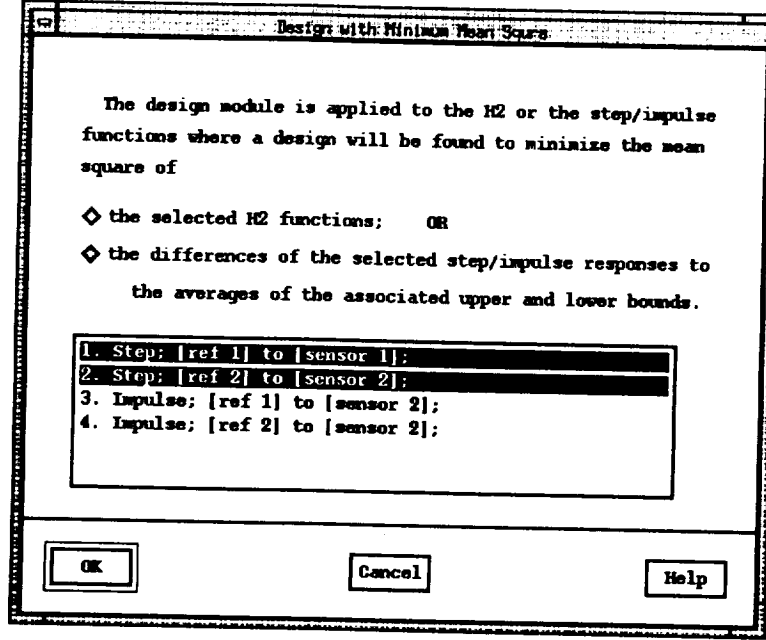 Design with Minimum Mean Squre
The design module is applied to the H2 or the step/impulse
functions where a design will be found to minimize the mean
square of
the selected H2 functions; OR
the differences of the selected step/impulse responses to
the averages of the associated upper and lower bounds.
1. Step; [ref 1] to [sensor 1];
2. Step; [ref 2] to [sensor 2];
3. Impulse; [ref 1] to [sensor 2];
4. Impulse; [ref 2] to [sensor 2];
OK
Cancel
Help